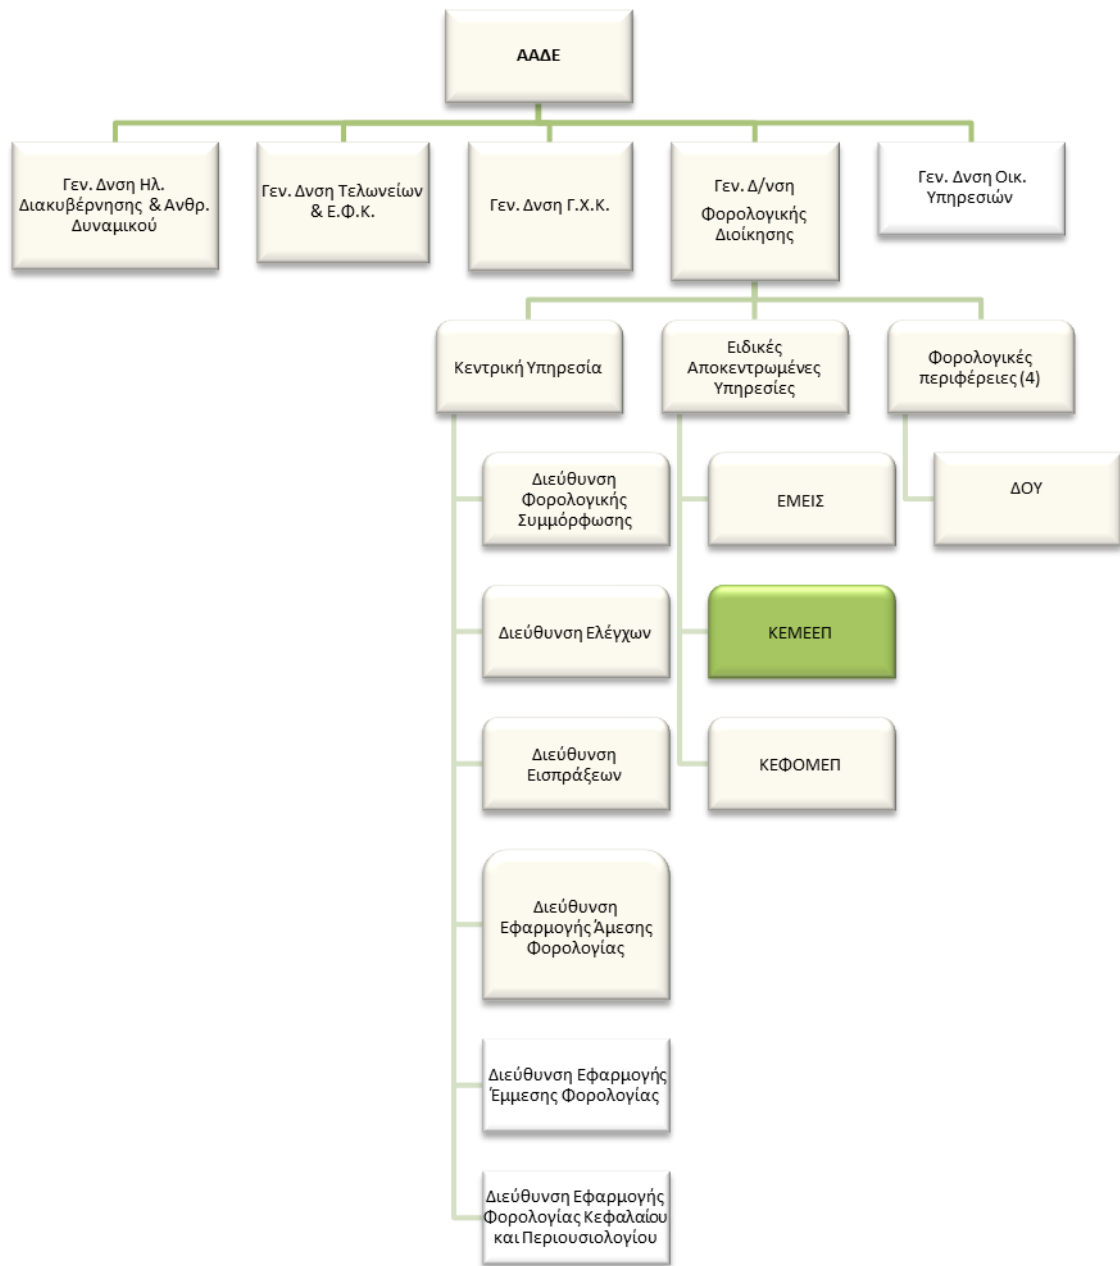 ΑΑΔΕ
Γεν. Δνση Ηλ.
Διακυβέρνησης & Ανθρ.
Δυναμικού
Γεν. Δνση Τελωνείων
& Ε.Φ.Κ.
Γεν. Δνση Γ.Χ.Κ.
Γεν. Δ/νση
Φορολογικής
Διοίκησης
Γεν. Δνση Οικ.
Υπηρεσιών
Κεντρική Υπηρεσία
Ειδικές
Αποκεντρωμένες
Υπηρεσίες
Φορολογικές
περιφέρειες (4)
Διεύθυνση
Φορολογικής
Συμμόρφωσης
Διεύθυνση Ελέγχων
Διεύθυνση
Εισπράξεων
Διεύθυνση
Εφαρμογής Άμεσης
Φορολογίας
Διεύθυνση Εφαρμογής
Έμμεσης Φορολογίας
Διεύθυνση Εφαρμογής
Φορολογίας Κεφαλαίου
και Περιουσιολογίου
ΕΜΕΙΣ
ΚΕΜΕΕΠ
ΚΕΦΟΜΕΠ
ΔΟΥ